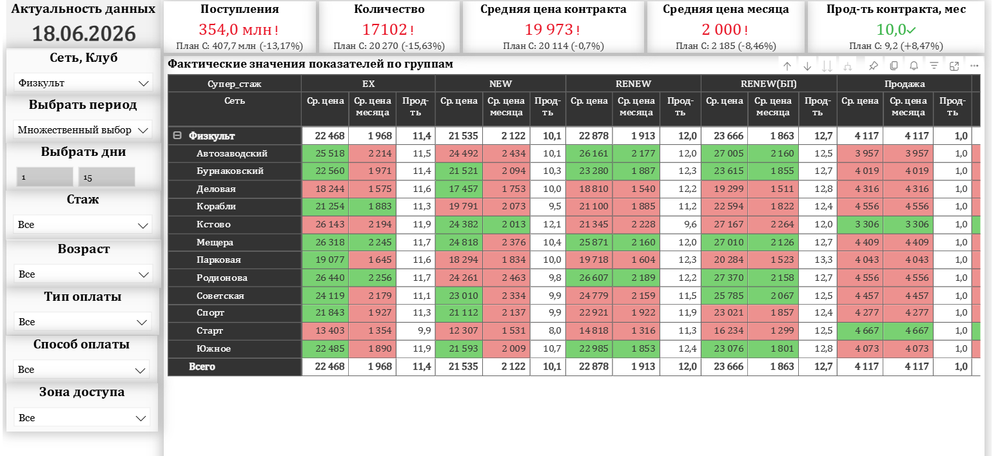 Актуальность данных
18.06.2026
Сеть, Клуб
Физкульт
Выбрать период
Множественный выбор
Выбрать дни
1 15
Стаж
Все
Возраст
Все
Тип оплаты
Все
Способ оплаты
Все
Зона доступа
Все
Поступления
354,0 млн !
План С: 407,7 млн (-13,17%)
Количество
17102 !
План С: 20 270 (-15,63%)
Средняя цена контракта
19 973 !
План С: 20 114 (-0,7%)
Средняя цена месяца
2 000 !
План С: 2 185 (-8,46%)
Прод-ть контракта, мес
10,0✓
План С: 9,2 (+8,47%)
Фактические значения показателей по группам
Супер_стаж EX NEW RENEW RENEW(БП) Продажа
Сеть Ср. цена Ср. цена месяца Прод-ть Ср. цена Ср. цена месяца Прод-ть Ср. цена Ср. цена месяца Прод-ть Ср. цена Ср. цена месяца Прод-ть Ср. цена Ср. цена месяца Прод-ть
Физкульт 22 468 1 968 11,4 21 535 2 122 10,1 22 878 1 913 12,0 23 666 1 863 12,7 4 117 4 117 1,0
Автозаводский 25 518 2 214 11,5 24 492 2 434 10,1 26 161 2 177 12,0 27 005 2 160 12,5 3 957 3 957 1,0
Бурнаковский 22 560 1 971 11,4 21 521 2 094 10,3 23 280 1 887 12,3 23 615 1 855 12,7 4 019 4 019 1,0
Деловая 18 244 1 575 11,6 17 457 1 753 10,0 18 810 1 540 12,2 19 299 1 511 12,8 4 316 4 316 1,0
Корабли 21 254 1 883 11,3 19 791 2 073 9,5 21 100 1 885 11,2 22 594 1 822 12,4 4 556 4 556 1,0
Кстово 26 143 2 194 11,9 24 382 2 013 12,1 21 345 2 228 9,6 27 167 2 264 12,0 3 306 3 306 1,0
Мещера 26 318 2 245 11,7 24 818 2 376 10,4 25 871 2 160 12,0 27 010 2 126 12,7 4 409 4 409 1,0
Парковая 19 077 1 645 11,6 18 294 1 834 10,0 19 718 1 604 12,3 20 284 1 523 13,3 4 043 4 043 1,0
Родионова 26 440 2 256 11,7 24 261 2 463 9,8 26 607 2 189 12,2 27 370 2 158 12,7 4 556 4 556 1,0
Советская 24 119 2 179 11,1 23 010 2 334 9,9 24 779 2 159 11,5 25 785 2 067 12,5 4 457 4 457 1,0
Спорт 21 843 1 927 11,3 21 112 2 137 9,9 22 921 1 922 11,9 23 021 1 857 12,4 4 277 4 277 1,0
Старт 13 403 1 354 9,9 12 307 1 531 8,0 14 818 1 316 11,3 16 234 1 299 12,5 4 667 4 667 1,0
Южное 22 485 1 890 11,9 21 593 2 009 10,7 22 985 1 853 12,4 23 076 1 801 12,8 4 073 4 073 1,0
Всего 22 468 1 968 11,4 21 535 2 122 10,1 22 878 1 913 12,0 23 666 1 863 12,7 4 117 4 117 1,0